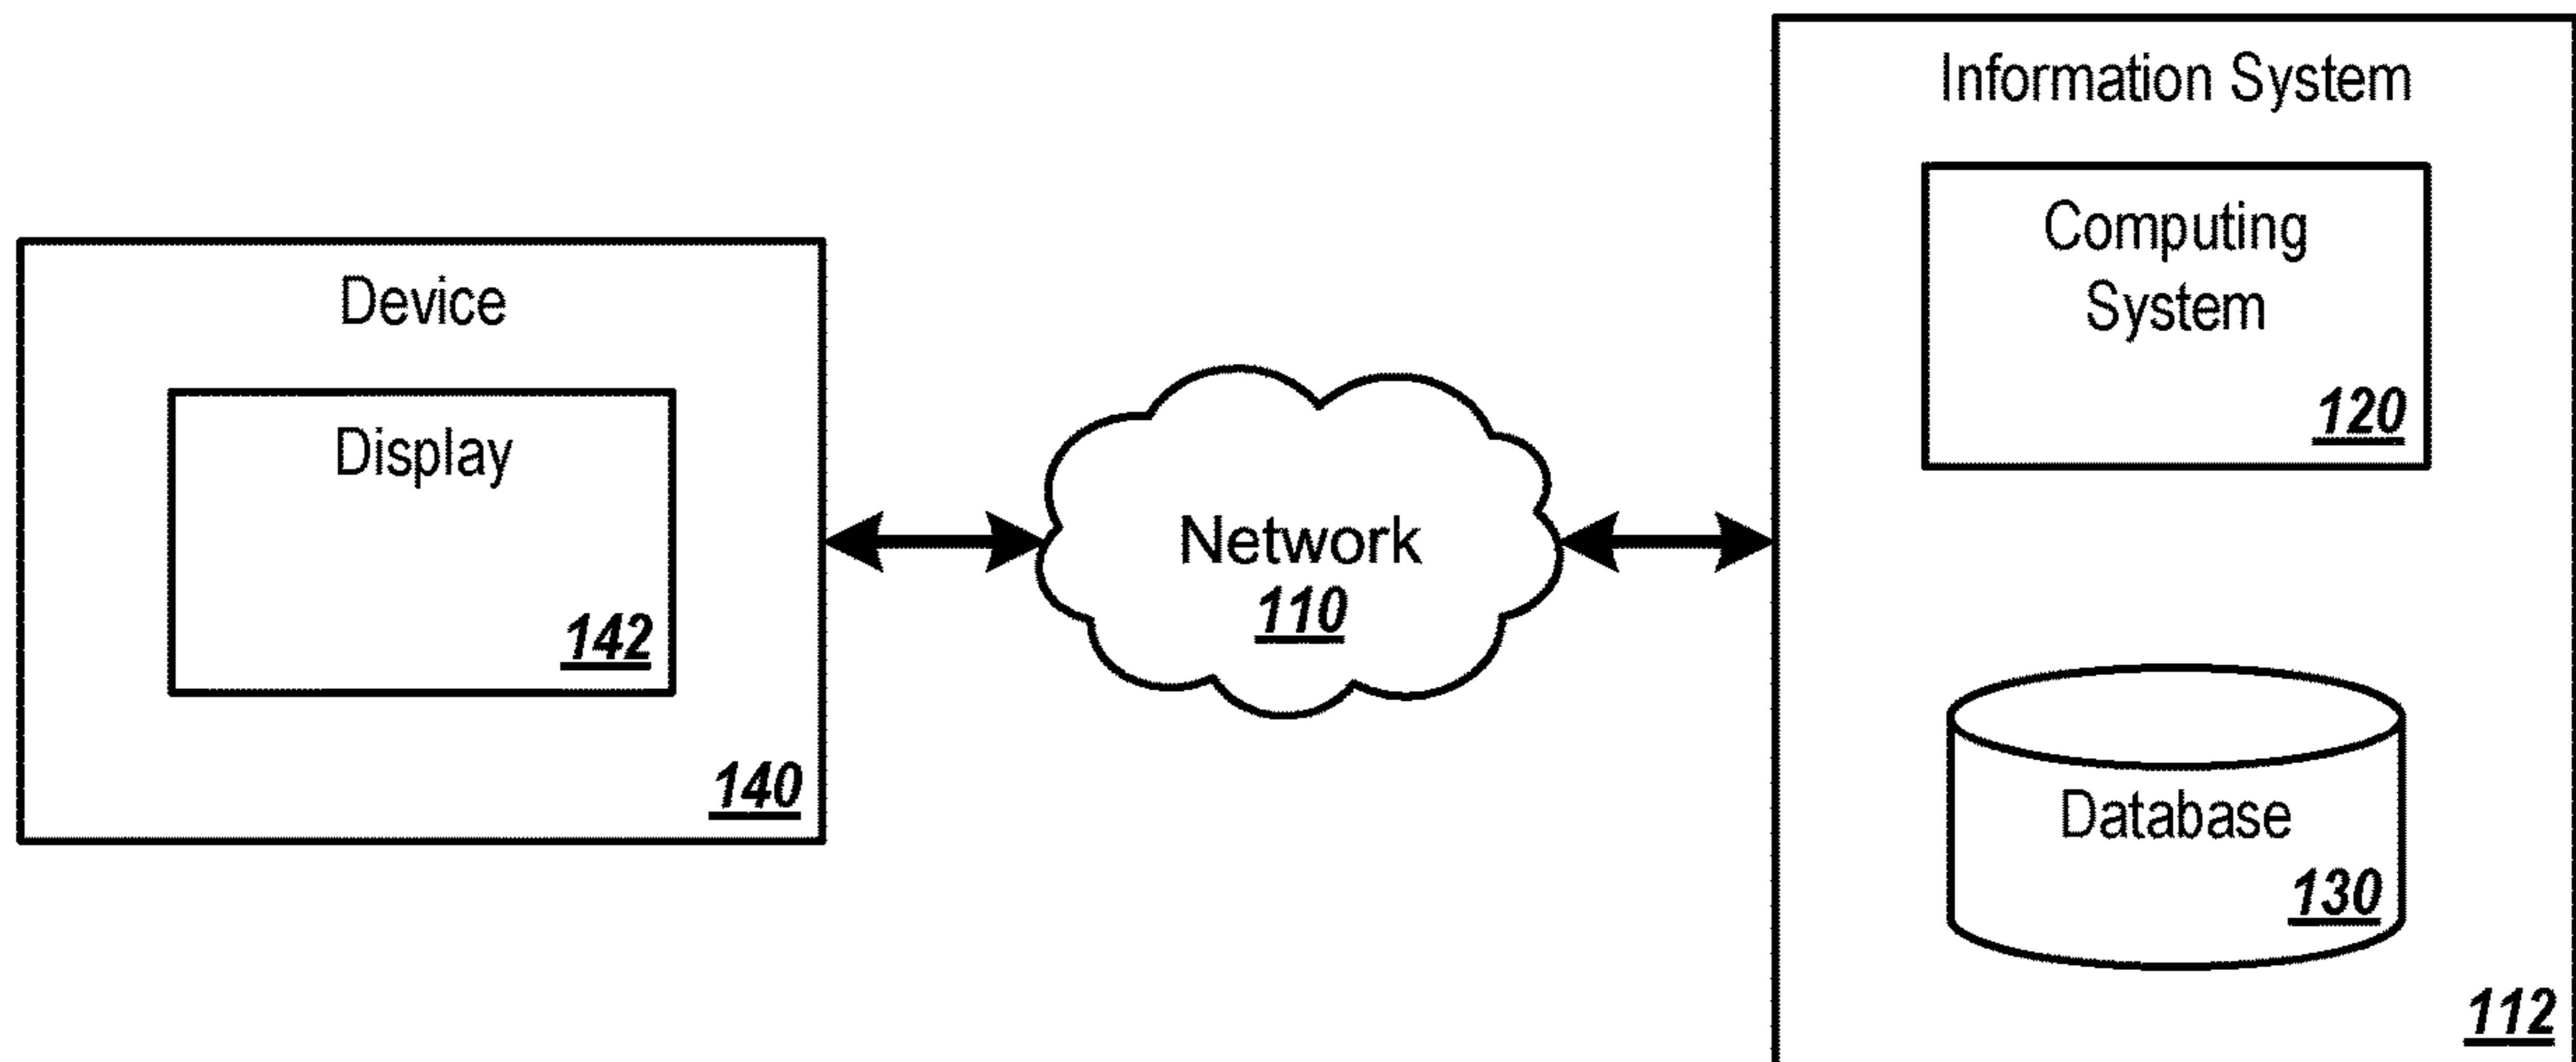 Device
Display
142
140
Network
110
Information System
Computing
System
120
Database
130
112